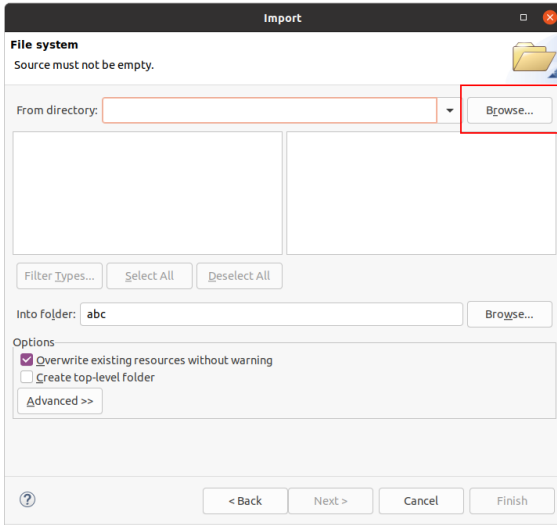 Import
File system
Source must not be empty.
From directory:
Browse...
Filter Types...
Select All
Deselect All
Into folder: abc
Browse...
Options
Overwrite existing resources without warning
Create top-level folder
Advanced >>
?
< Back
Next >
Cancel
Finish